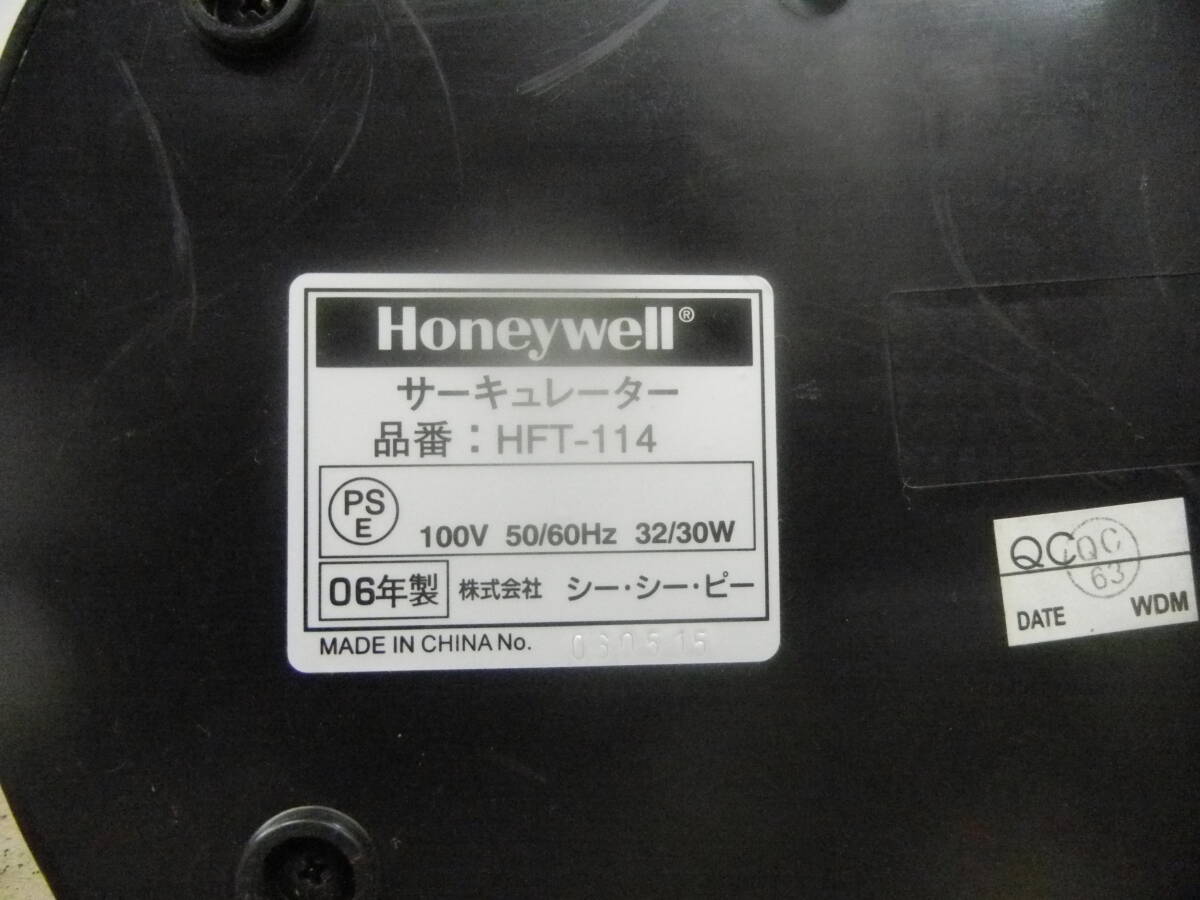 Honeywell®
サーキュレーター
品番：HFT-114
PS
E
100V 50/60Hz 32/30W
06年製 株式会社 シー・シー・ピー
MADE IN CHINA No. 060515
QC QC
63
DATE WDM